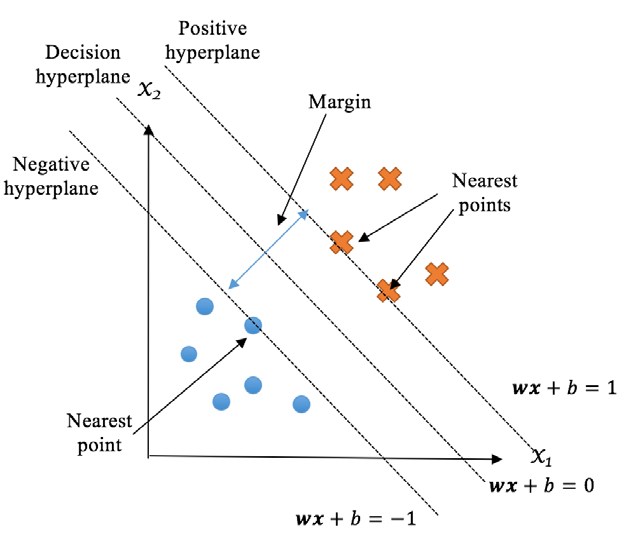 Positive
hyperplane
Decision
hyperplane
X₂
Margin
Negative
hyperplane
Nearest
points
wx + b = 1
Nearest
point
X₁
wx + b = 0
wx + b = −1